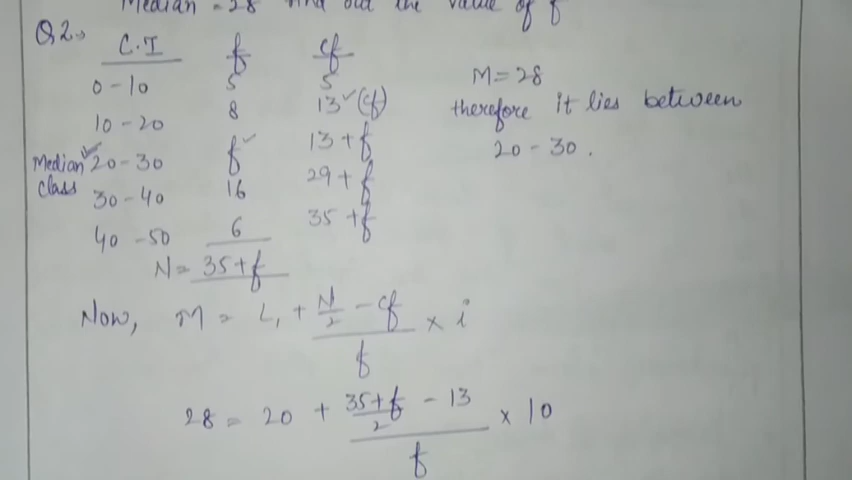 Median = 28 find out the value of f
Q2.
C.I f cf
0-10 5 5
10-20 8 13 (cf)
Median class 20-30 f 13+f
30-40 16 29+f
40-50 6 35+f
N= 35+f
M=28
therefore it lies between
20-30.
Now, M = L₁ + (N/2 - cf)/f × i
28 = 20 + ((35+f)/2 - 13)/f × 10